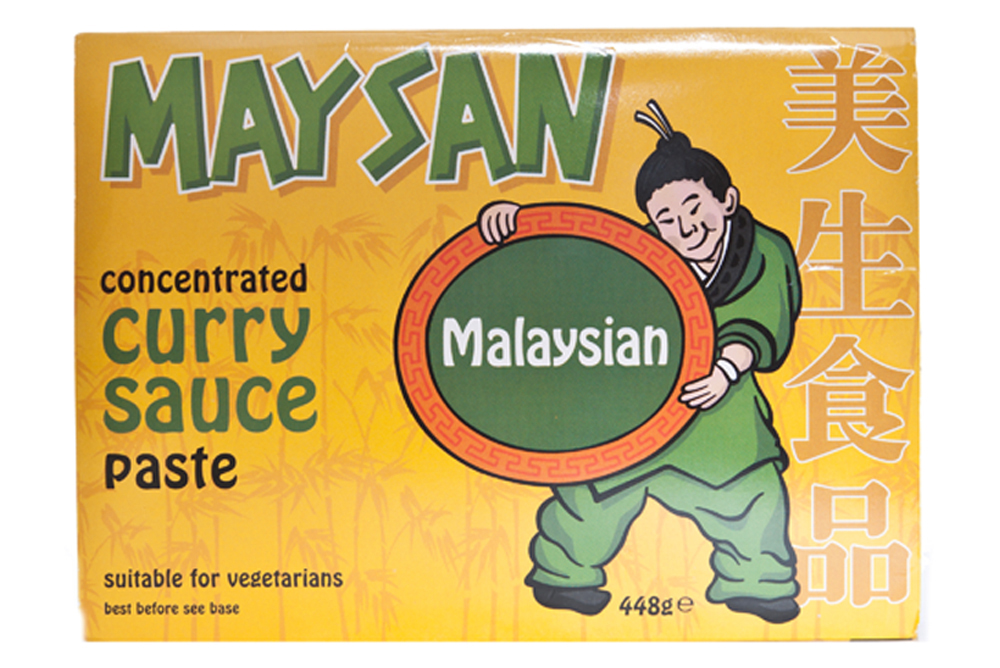 MAYSAN
concentrated
curry
sauce
paste
Malaysian
suitable for vegetarians
best before see base
448g℮
美生食品